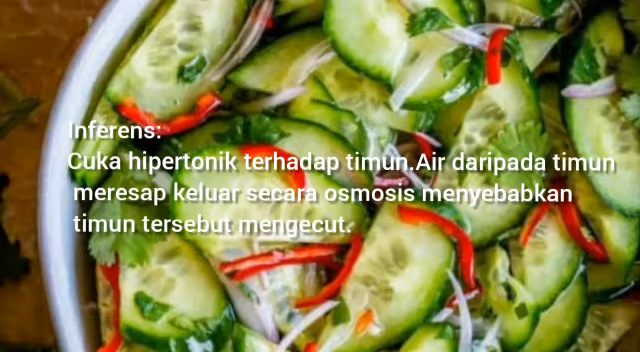 Inferens:
Cuka hipertonik terhadap timun.Air daripada timun
meresap keluar secara osmosis menyebabkan
timun tersebut mengecut.